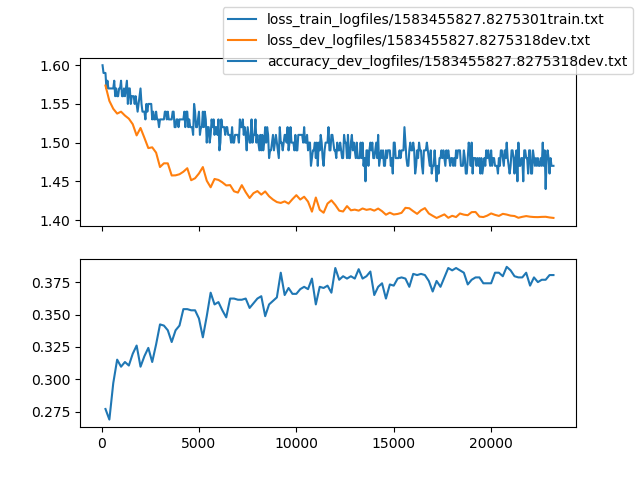 loss_train_logfiles/1583455827.8275301train.txt
loss_dev_logfiles/1583455827.8275318dev.txt
accuracy_dev_logfiles/1583455827.8275318dev.txt
1.60
1.55
1.50
1.45
1.40
0.375
0.350
0.325
0.300
0.275
0 5000 10000 15000 20000